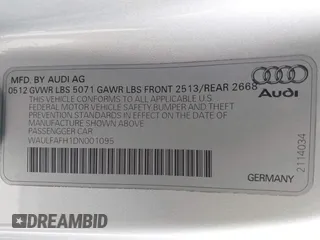 MFD. BY AUDI AG
0512 GVWR LBS 5071 GAWR LBS FRONT 2513/REAR 2668
THIS VEHICLE CONFORMS TO ALL APPLICABLE
FEDERAL MOTOR VEHICLE SAFETY, BUMPER AND THEFT
PREVENTION STANDARDS IN EFFECT ON THE DATE OF
MANUFACTURE SHOWN ABOVE
PASSENGER CAR
WAULFAFH1DN001095
Audi
GERMANY
2114034
DEALERSHIP.CC